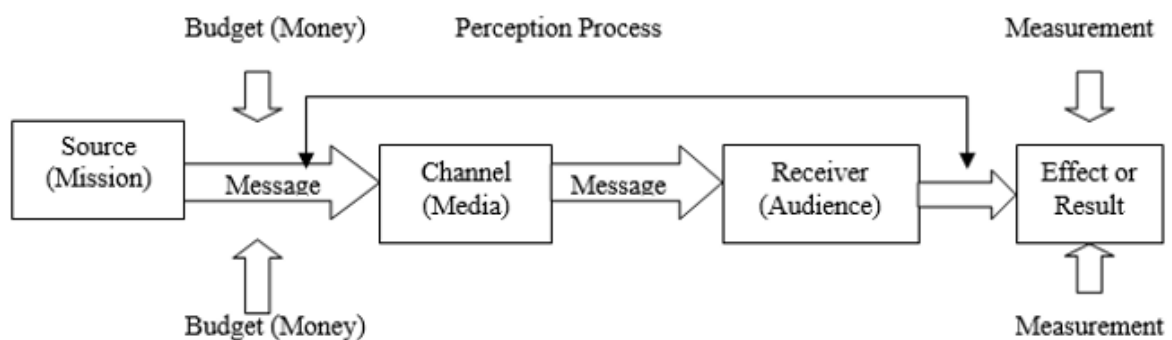 Budget (Money)
Perception Process
Measurement
Source
(Mission)
Message
Channel
(Media)
Message
Receiver
(Audience)
Effect or
Result
Budget (Money)
Measurement